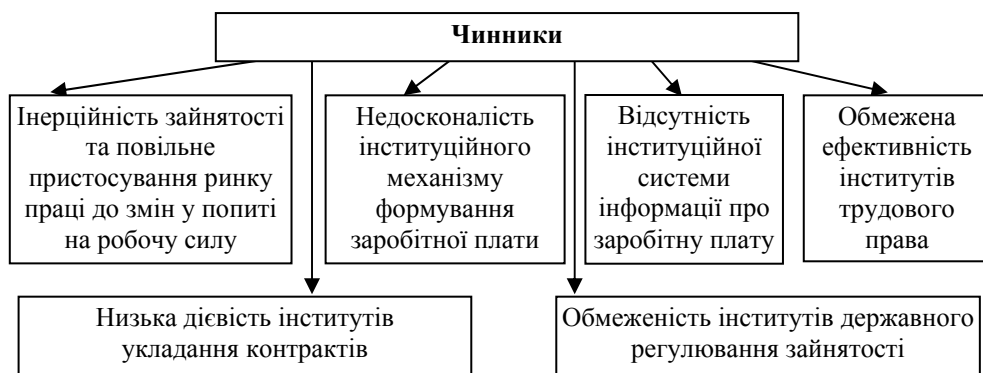 Чинники
Інерційність зайнятості
та повільне
пристосування ринку
праці до змін у попиті
на робочу силу
Недосконалість
інституційного
механізму
формування
заробітної плати
Відсутність
інституційної
системи
інформації про
заробітну плату
Обмежена
ефективність
інститутів
трудового
права
Низька дієвість інститутів
укладання контрактів
Обмеженість інститутів державного
регулювання зайнятості